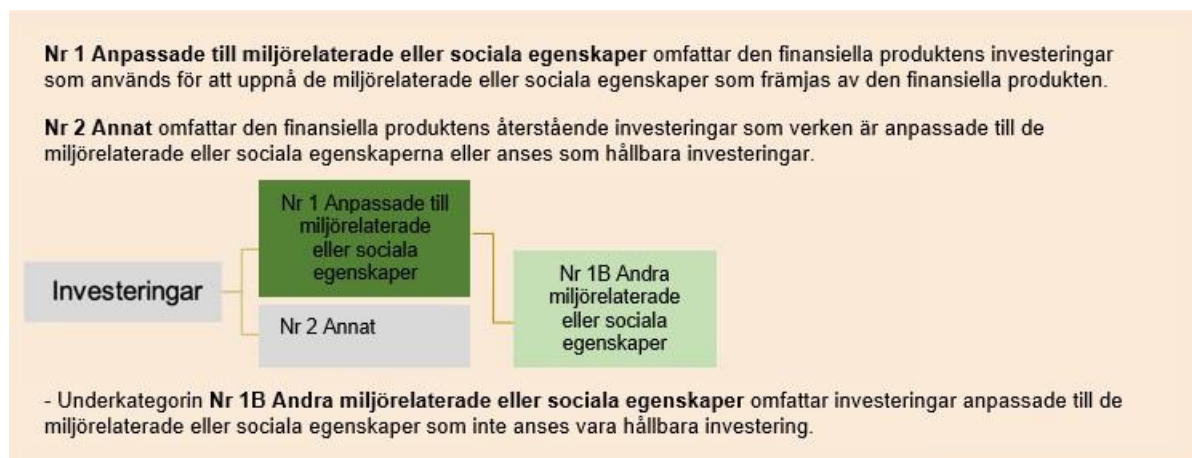 Nr 1 Anpassade till miljörelaterade eller sociala egenskaper omfattar den finansiella produktens investeringar
som används för att uppnå de miljörelaterade eller sociala egenskaper som främjas av den finansiella produkten.
Nr 2 Annat omfattar den finansiella produktens återstående investeringar som verken är anpassade till de
miljörelaterade eller sociala egenskaperna eller anses som hållbara investeringar.
Investeringar
Nr 1 Anpassade till
miljörelaterade
eller sociala
egenskaper
Nr 2 Annat
Nr 1B Andra
miljörelaterade
eller sociala
egenskaper
- Underkategorin Nr 1B Andra miljörelaterade eller sociala egenskaper omfattar investeringar anpassade till de
miljörelaterade eller sociala egenskaper som inte anses vara hållbara investering.